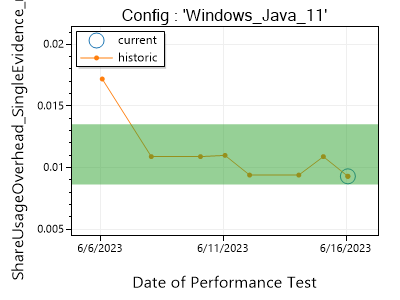 Config : 'Windows_Java_11'
ShareUsageOverhead_SingleEvidence_
current
historic
0.02
0.015
0.01
0.005
6/6/2023
6/11/2023
6/16/2023
Date of Performance Test